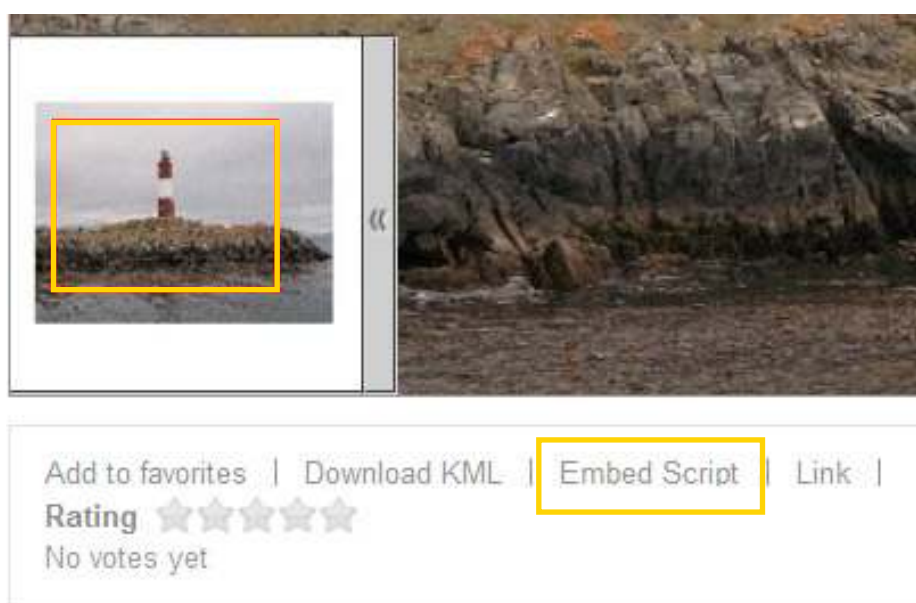 «
Add to favorites | Download KML | Embed Script | Link |
Rating
No votes yet